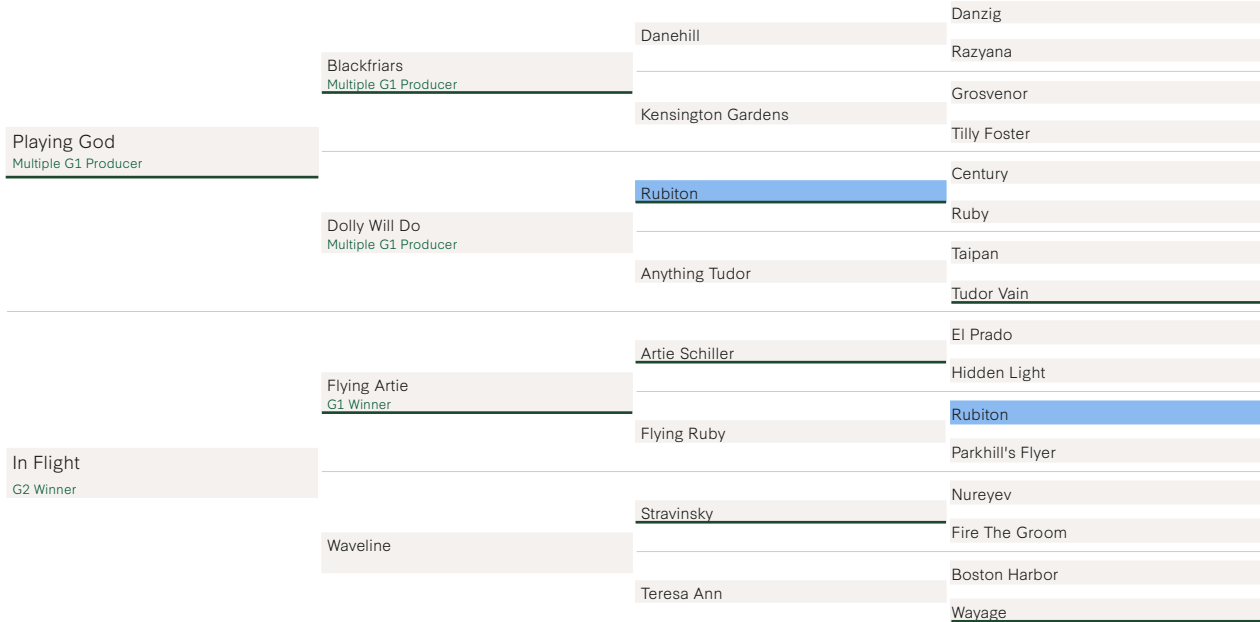 Playing God
Multiple G1 Producer
In Flight
G2 Winner
Blackfriars
Multiple G1 Producer
Dolly Will Do
Multiple G1 Producer
Flying Artie
G1 Winner
Waveline
Danehill
Kensington Gardens
Rubiton
Anything Tudor
Artie Schiller
Flying Ruby
Stravinsky
Teresa Ann
Danzig
Razyana
Grosvenor
Tilly Foster
Century
Ruby
Taipan
Tudor Vain
El Prado
Hidden Light
Rubiton
Parkhill's Flyer
Nureyev
Fire The Groom
Boston Harbor
Wayage